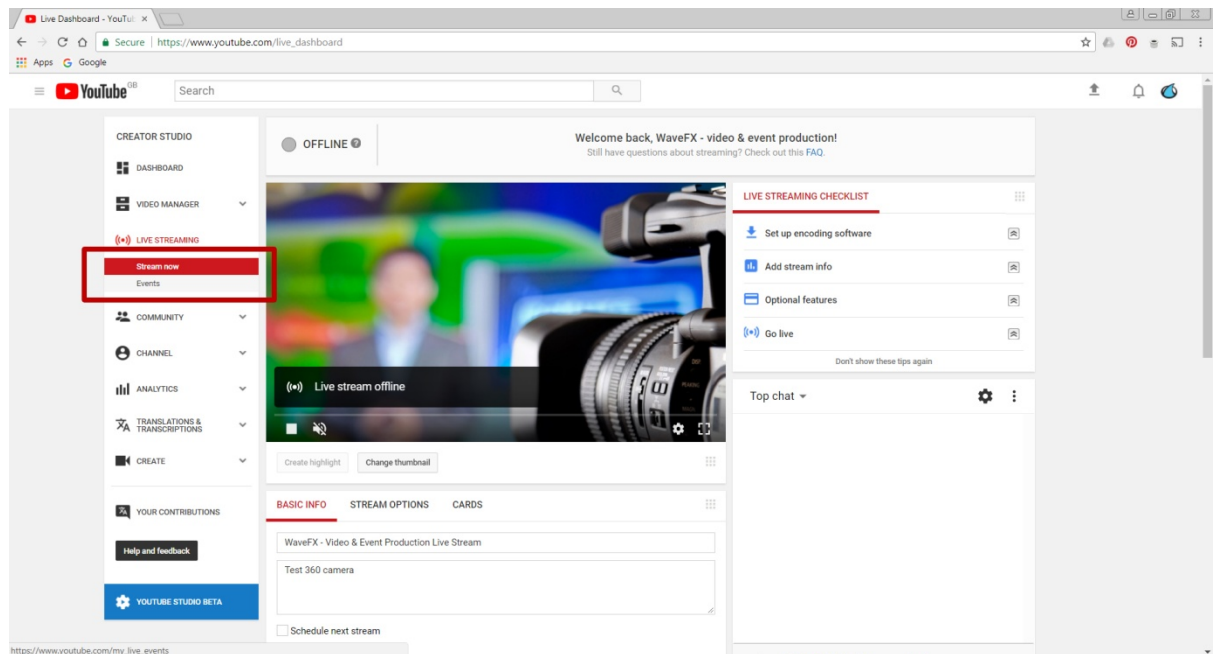 Live Dashboard - YouTu
Secure | https://www.youtube.com/live_dashboard
Apps Google
YouTube GB
Search
CREATOR STUDIO
DASHBOARD
VIDEO MANAGER
LIVE STREAMING
Stream now
Events
COMMUNITY
CHANNEL
ANALYTICS
TRANSLATIONS &
TRANSCRIPTIONS
CREATE
YOUR CONTRIBUTIONS
Help and feedback
YOUTUBE STUDIO BETA
OFFLINE
Welcome back, WaveFX - video & event production!
Still have questions about streaming? Check out this FAQ.
Live stream offline
Create highlight Change thumbnail
BASIC INFO STREAM OPTIONS CARDS
WaveFX - Video & Event Production Live Stream
Test 360 camera
Schedule next stream
LIVE STREAMING CHECKLIST
Set up encoding software
Add stream info
Optional features
Go live
Don't show these tips again
Top chat
https://www.youtube.com/my_live_events